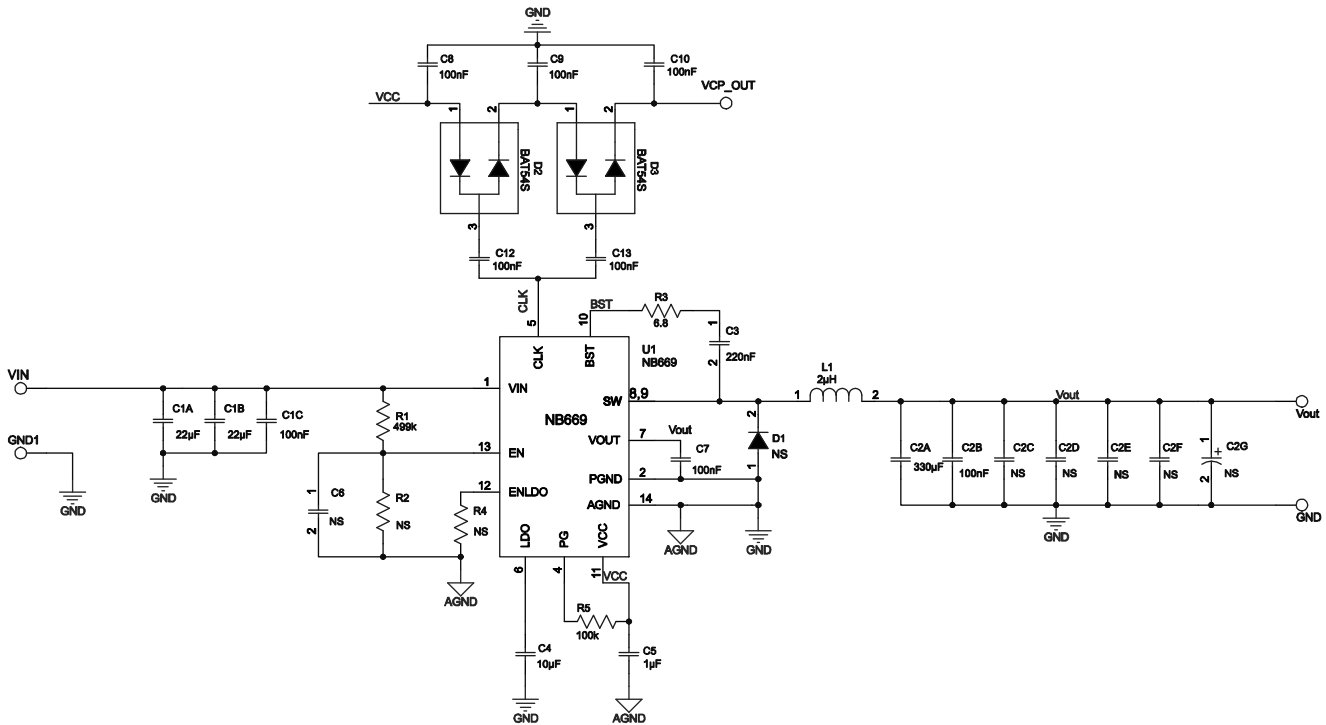 GND
C8
100nF
C9
100nF
C10
100nF
VCC
VCP_OUT
1
2
1
2
D2
BAT54S
D3
BAT54S
3
3
C12
100nF
C13
100nF
CLK
5
BST
10
R3
6.8
1
C3
220nF
2
U1
NB669
CLK
BST
VIN
1
VIN
SW
8,9
1
L1
2µH
2
C1A
22µF
C1B
22µF
C1C
100nF
R1
499k
NB669
GND1
GND
GND
13
EN
VOUT
7
Vout
C7
100nF
2
D1
NS
1
Vout
Vout
C2A
330µF
C2B
100nF
C2C
NS
C2D
NS
C2E
NS
C2F
NS
1
+
C2G
NS
2
GND
GND
PGND
2
12
ENLDO
AGND
14
1
C6
NS
2
R2
NS
R4
NS
AGND
GND
LDO
PG
VCC
6
4
11
VCC
AGND
R5
100k
C4
10µF
C5
1µF
GND
AGND